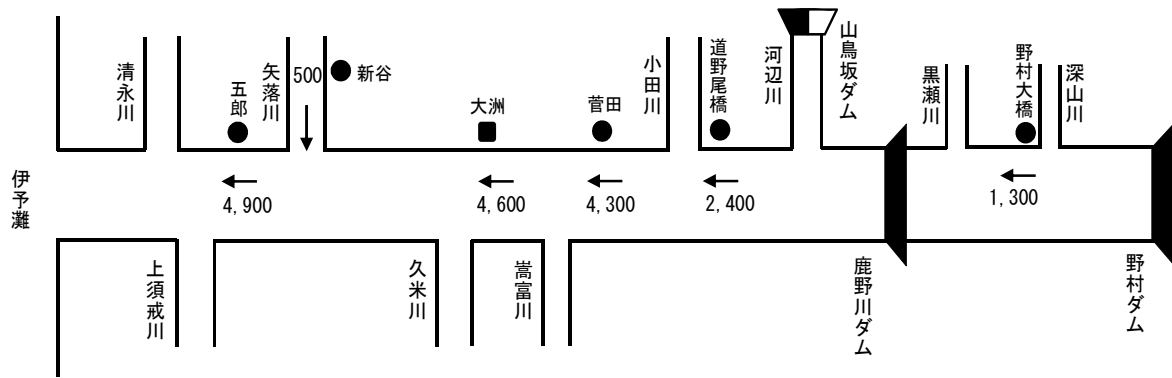 清永川
五郎
矢落川
500
新谷
大洲
菅田
小田川
道野尾橋
河辺川
山鳥坂ダム
黒瀬川
野村大橋
深山川
伊予灘
4,900
4,600
4,300
2,400
1,300
上須戒川
久米川
嵩富川
鹿野川ダム
野村ダム